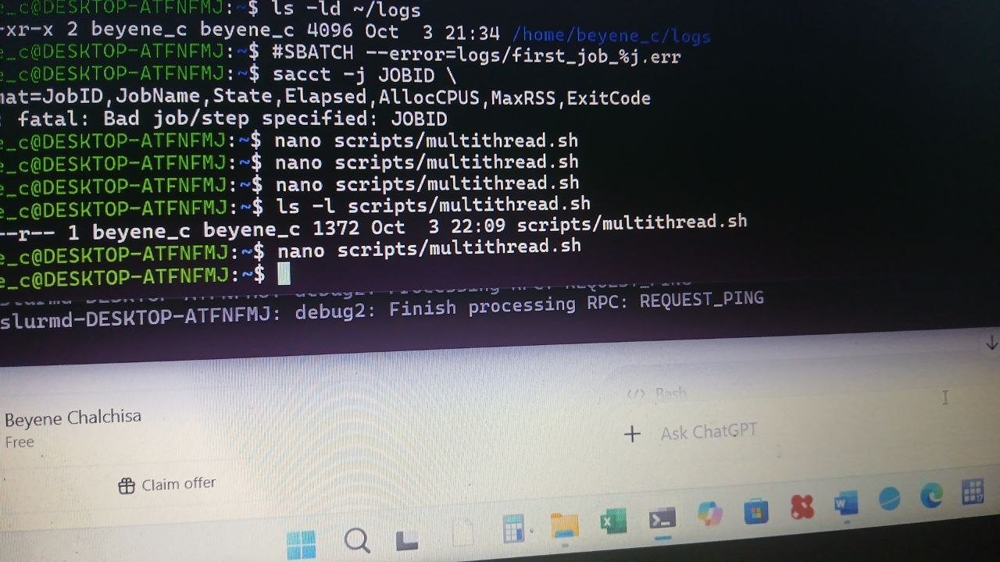 e_c@DESKTOP-ATFNFMJ:~$ ls -ld ~/logs
-xr-x 2 beyene_c beyene_c 4096 Oct  3 21:34 /home/beyene_c/logs
e_c@DESKTOP-ATFNFMJ:~$ #SBATCH --error=logs/first_job_%j.err
e_c@DESKTOP-ATFNFMJ:~$ sacct -j JOBID \
mat=JobID,JobName,State,Elapsed,AllocCPUS,MaxRSS,ExitCode
: fatal: Bad job/step specified: JOBID
e_c@DESKTOP-ATFNFMJ:~$ nano scripts/multithread.sh
e_c@DESKTOP-ATFNFMJ:~$ nano scripts/multithread.sh
e_c@DESKTOP-ATFNFMJ:~$ nano scripts/multithread.sh
e_c@DESKTOP-ATFNFMJ:~$ ls -l scripts/multithread.sh
--r-- 1 beyene_c beyene_c 1372 Oct  3 22:09 scripts/multithread.sh
e_c@DESKTOP-ATFNFMJ:~$ nano scripts/multithread.sh
e_c@DESKTOP-ATFNFMJ:~$
slurmd-DESKTOP-ATFNFMJ: debug2: Finish processing RPC: REQUEST_PING
</> Bash
Beyene Chalchisa
Free
+ Ask ChatGPT
Claim offer